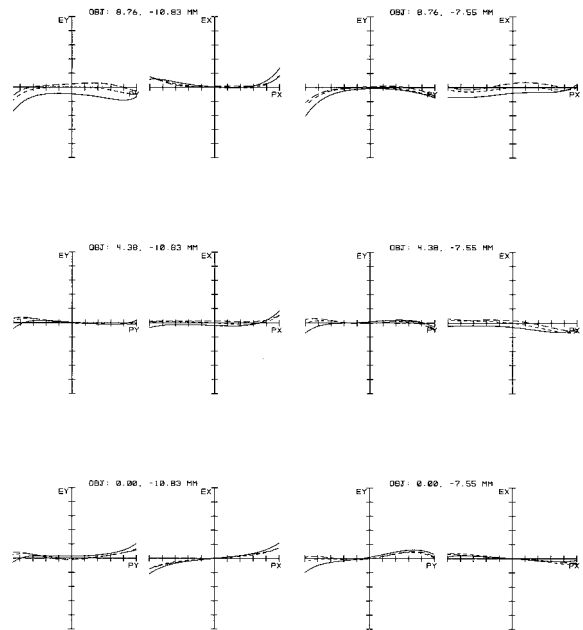 OBJ: 8.76, -10.83 MM
OBJ: 8.76, -7.55 MM
EY
EX
EY
EX
PY
PX
PY
PX
OBJ: 4.38, -10.83 MM
OBJ: 4.38, -7.55 MM
EY
EX
EY
EX
PY
PX
PY
PX
OBJ: 0.00, -10.83 MM
OBJ: 0.00, -7.55 MM
EY
EX
EY
EX
PY
PX
PY
PX